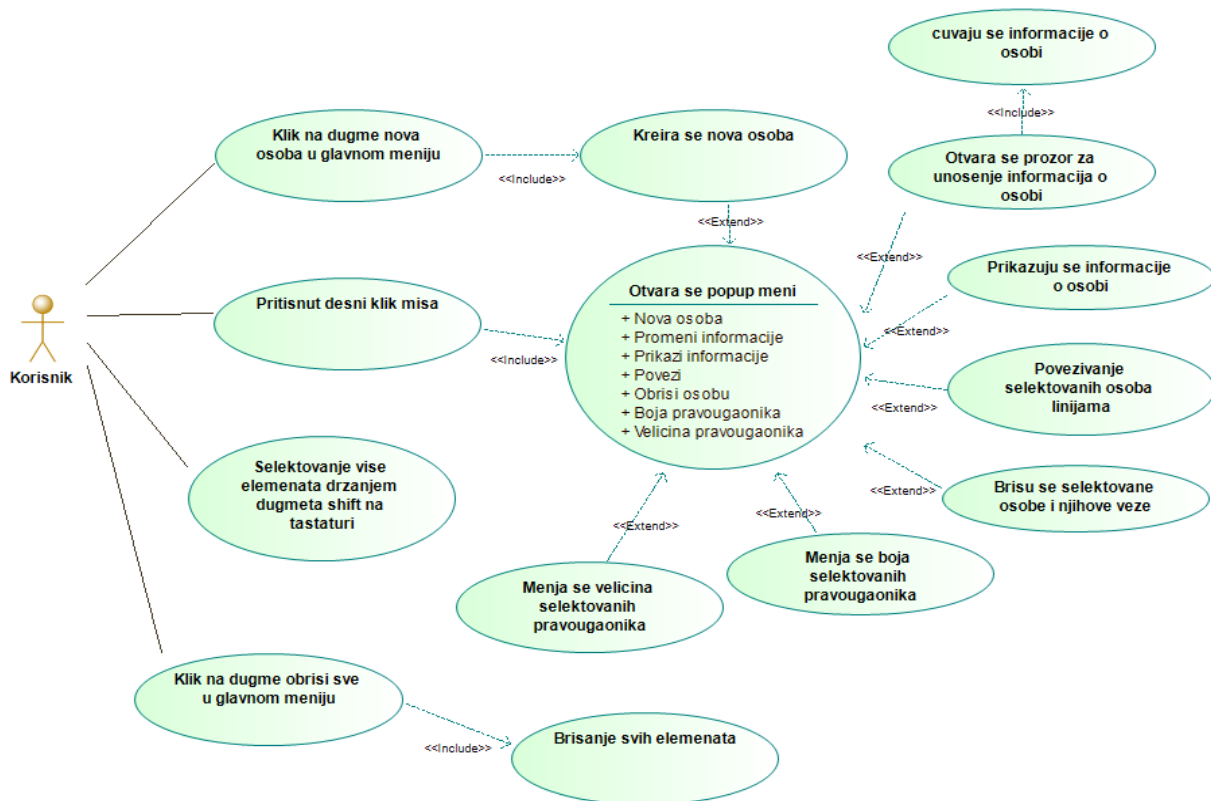 cuvaju se informacije o
osobi
<<Include>>
Klik na dugme nova
osoba u glavnom meniju
<<Include>>
Kreira se nova osoba
Otvara se prozor za
unosenje informacija o
osobi
<<Extend>>
<<Extend>>
Prikazuju se informacije
o osobi
<<Extend>>
Pritisnut desni klik misa
<<Include>>
Otvara se popup meni
+ Nova osoba
+ Promeni informacije
+ Prikazi informacije
+ Povezi
+ Obrisi osobu
+ Boja pravougaonika
+ Velicina pravougaonika
Korisnik
Povezivanje
selektovanih osoba
linijama
<<Extend>>
Selektovanje vise
elemenata drzanjem
dugmeta shift na
tastaturi
Brisu se selektovane
osobe i njihove veze
<<Extend>>
<<Extend>>
<<Extend>>
Menja se velicina
selektovanih
pravougaonika
Menja se boja
selektovanih
pravougaonika
Klik na dugme obrisi sve
u glavnom meniju
<<Include>>
Brisanje svih elemenata